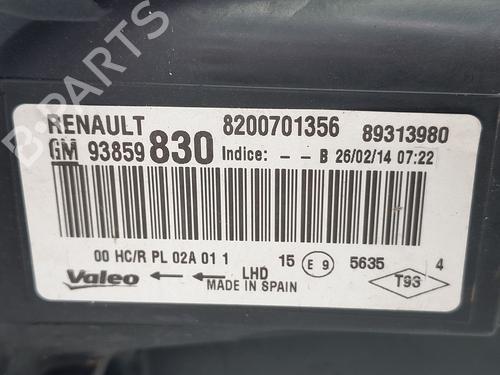 B-PARTS
RENAULT 8200701356 89313980
GM 93859 830 Indice: - - B 26/02/14 07:22
00 HC/R PL 02A 01 1 15 E 9 5635 4
Valeo LHD T93
MADE IN SPAIN